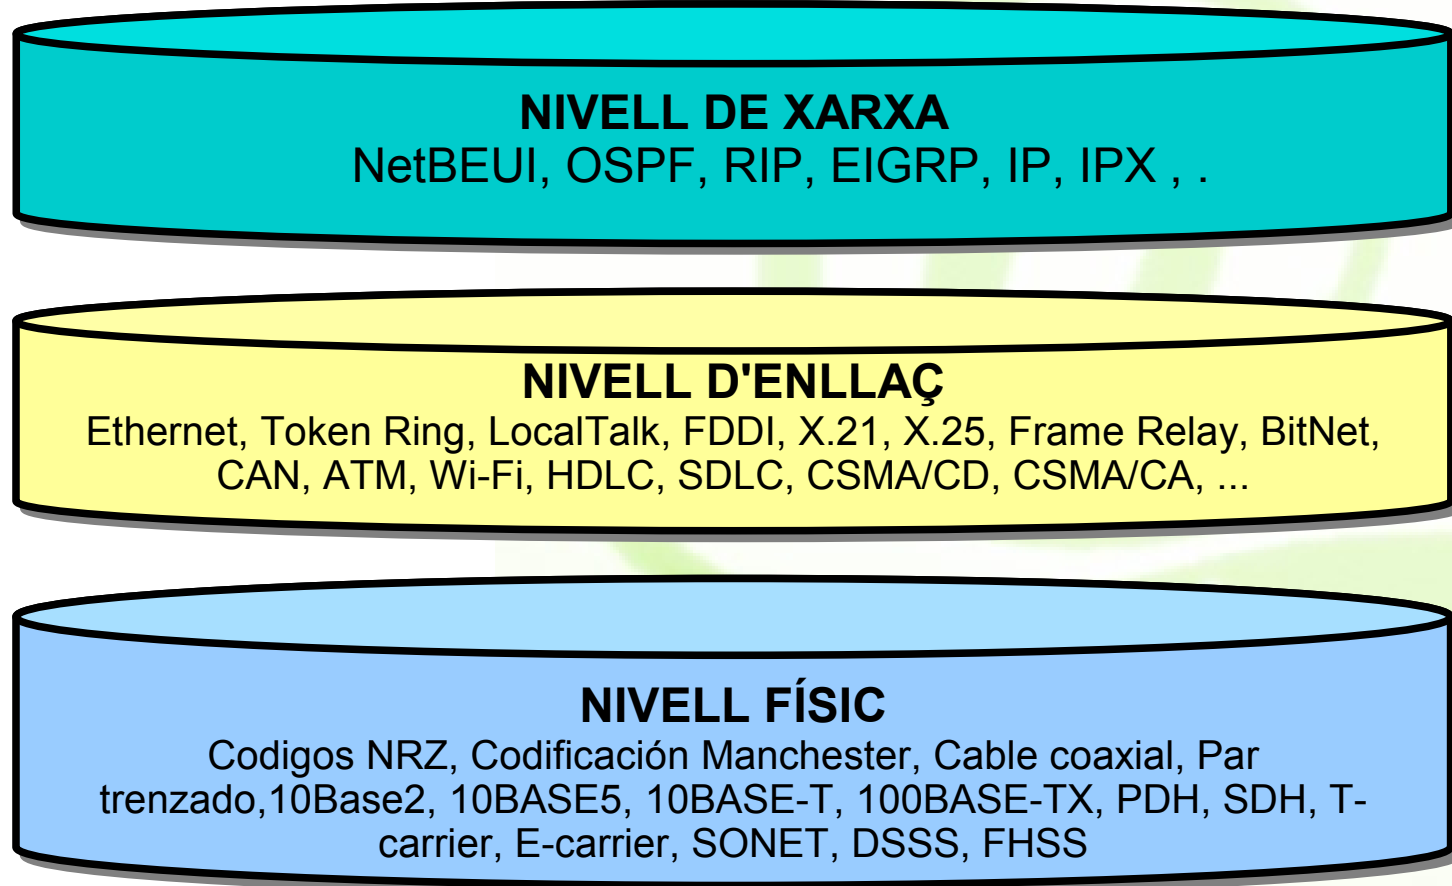 NIVELL DE XARXA
NetBEUI, OSPF, RIP, EIGRP, IP, IPX , .
NIVELL D'ENLLAÇ
Ethernet, Token Ring, LocalTalk, FDDI, X.21, X.25, Frame Relay, BitNet,
CAN, ATM, Wi-Fi, HDLC, SDLC, CSMA/CD, CSMA/CA, ...
NIVELL FÍSIC
Codigos NRZ, Codificación Manchester, Cable coaxial, Par
trenzado,10Base2, 10BASE5, 10BASE-T, 100BASE-TX, PDH, SDH, T-
carrier, E-carrier, SONET, DSSS, FHSS